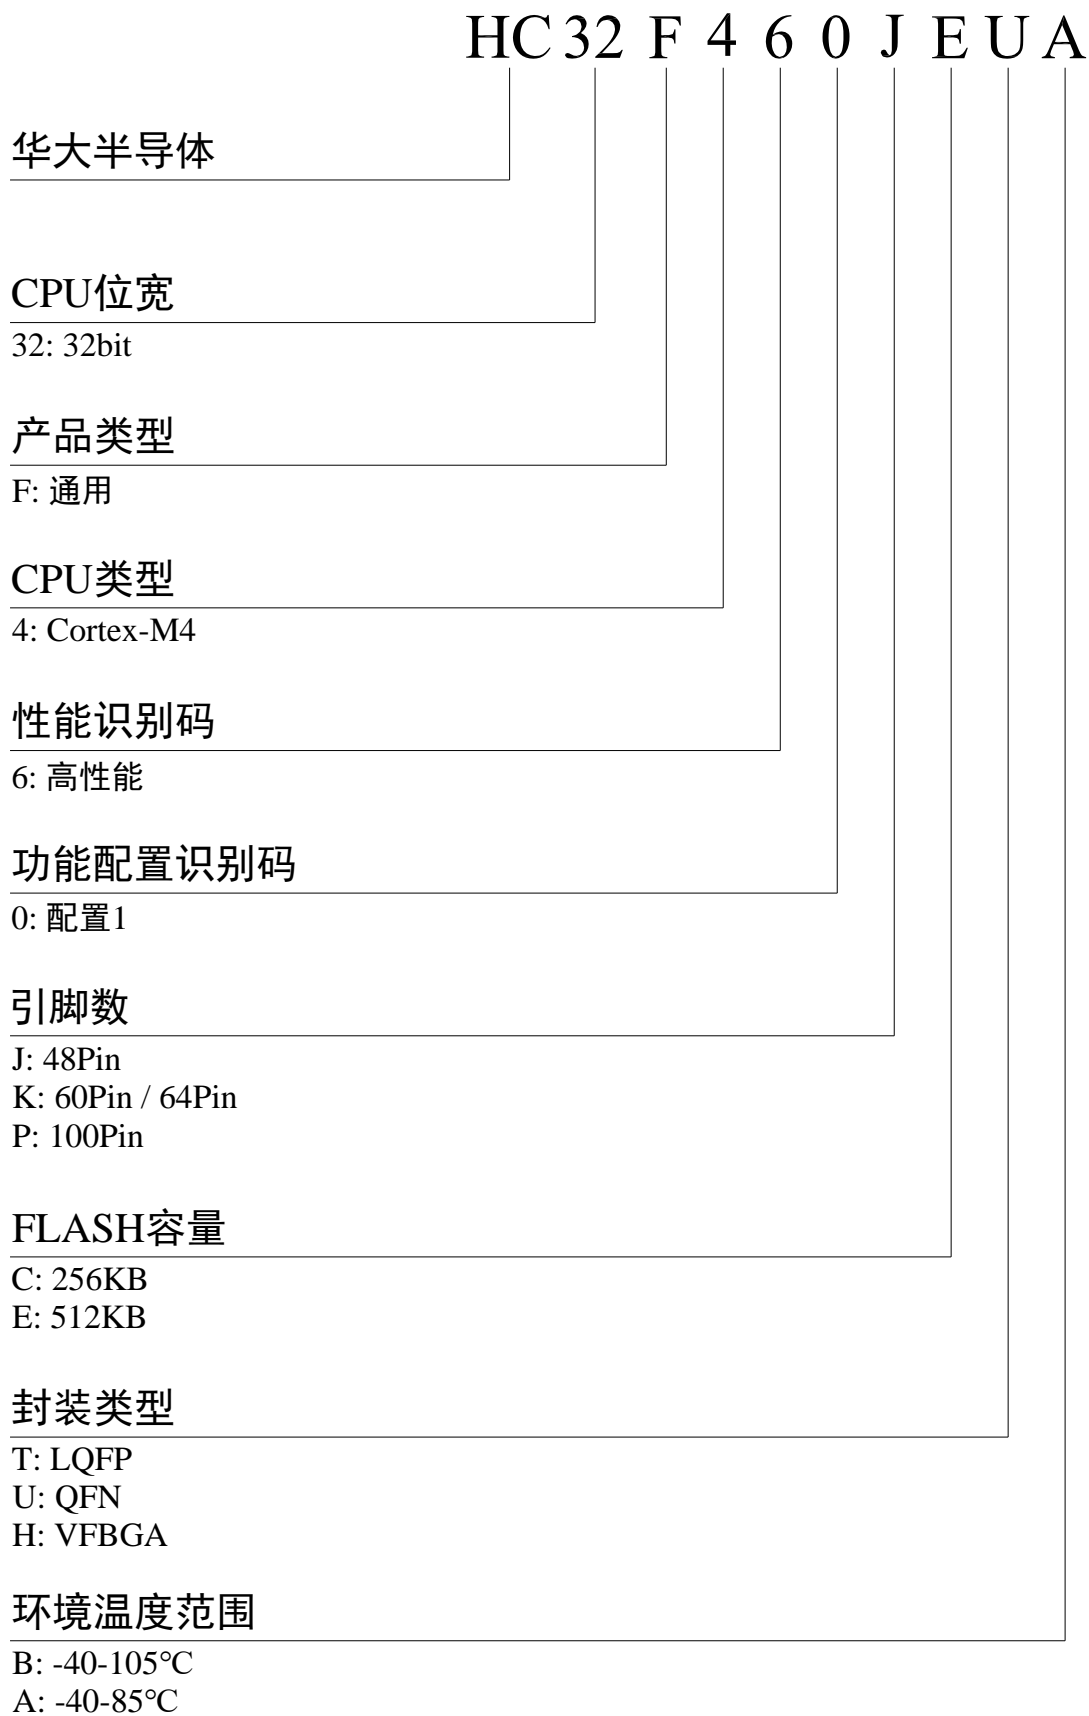 HC 32 F 4 6 0 J E U A
华大半导体
CPU位宽
32: 32bit
产品类型
F: 通用
CPU类型
4: Cortex-M4
性能识别码
6: 高性能
功能配置识别码
0: 配置1
引脚数
J: 48Pin
K: 60Pin / 64Pin
P: 100Pin
FLASH容量
C: 256KB
E: 512KB
封装类型
T: LQFP
U: QFN
H: VFBGA
环境温度范围
B: -40-105℃
A: -40-85℃